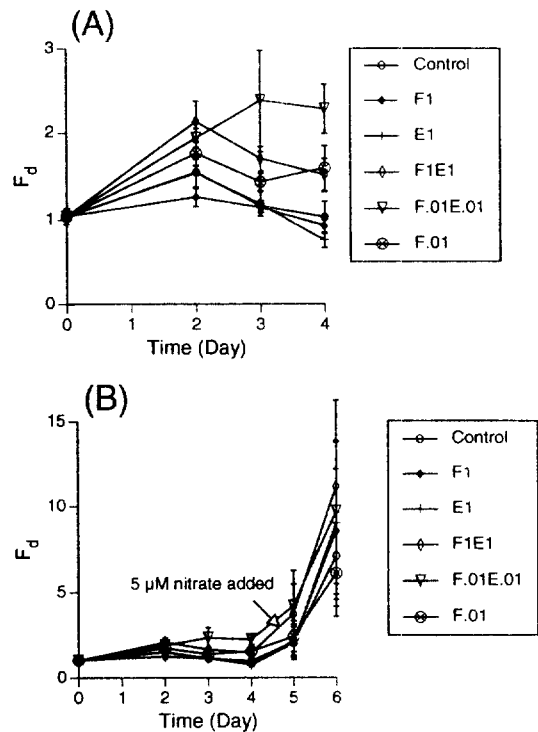 (A)
3
2
1
0
Fd
0 1 2 3 4
Time (Day)
Control
F1
E1
F1E1
F.01E.01
F.01
(B)
15
10
5
0
Fd
5 µM nitrate added
0 1 2 3 4 5 6
Time (Day)
Control
F1
E1
F1E1
F.01E.01
F.01